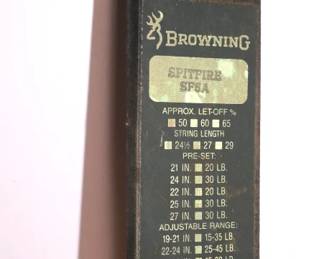 BROWNING
SPITFIRE
SF5A
APPROX. LET-OFF %
50 60 65
STRING LENGTH
24½ 27 29
PRE-SET:
21 IN. 20 LB.
24 IN. 30 LB.
22 IN. 20 LB.
25 IN. 30 LB.
27 IN. 30 LB.
ADJUSTABLE RANGE:
19-21 IN. 15-35 LB.
22-24 IN. 25-45 LB.